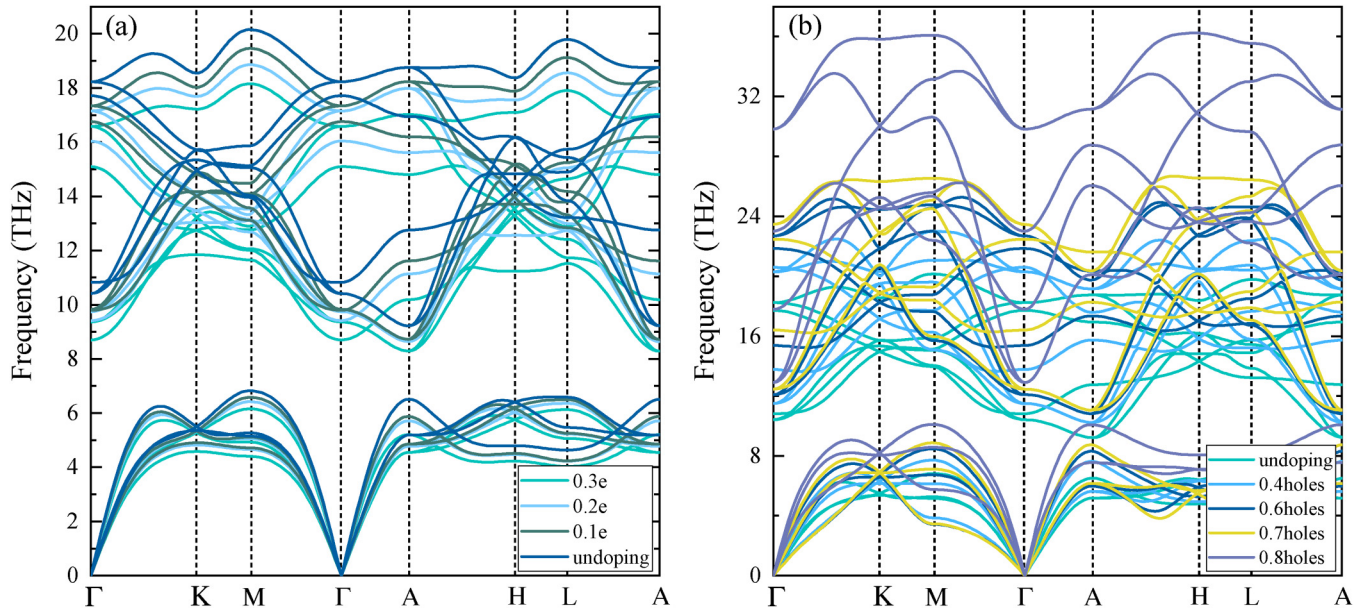 (a)
Frequency (THz)
20
18
16
14
12
10
8
6
4
2
0
Γ K M Γ A H L A
0.3e
0.2e
0.1e
undoping
(b)
Frequency (THz)
32
24
16
8
0
Γ K M Γ A H L A
undoping
0.4holes
0.6holes
0.7holes
0.8holes